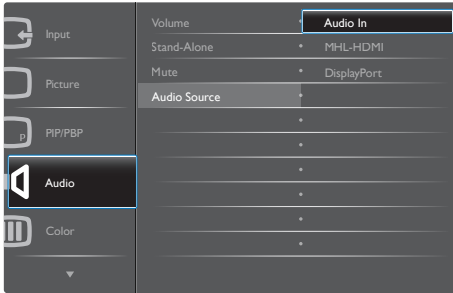 Input
Picture
P
PIP/PBP
Audio
Color
Volume
Stand-Alone
Mute
Audio Source
Audio In
MHL-HDMI
DisplayPort